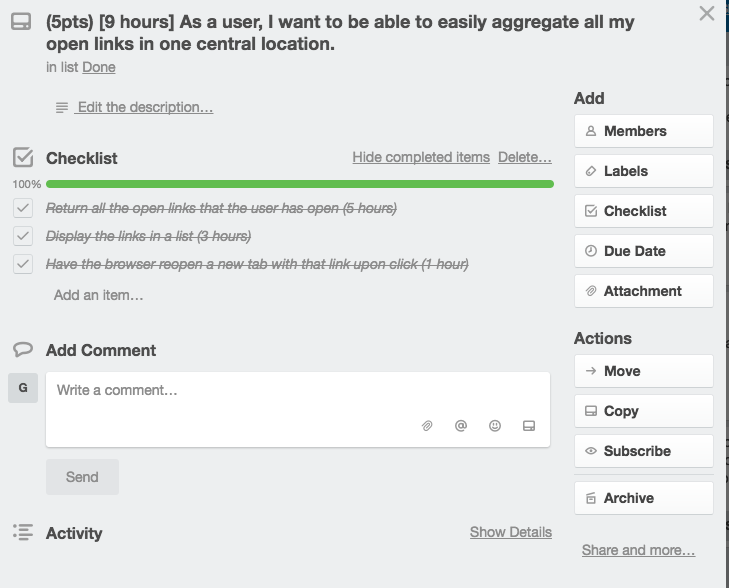 (5pts) [9 hours] As a user, I want to be able to easily aggregate all my
open links in one central location.
in list Done
Edit the description…
Checklist
Hide completed items Delete…
100%
Return all the open links that the user has open (5 hours)
Display the links in a list (3 hours)
Have the browser reopen a new tab with that link upon click (1 hour)
Add an item…
Add Comment
G
Write a comment…
@
Send
Activity
Show Details
Add
Members
Labels
Checklist
Due Date
Attachment
Actions
Move
Copy
Subscribe
Archive
Share and more…